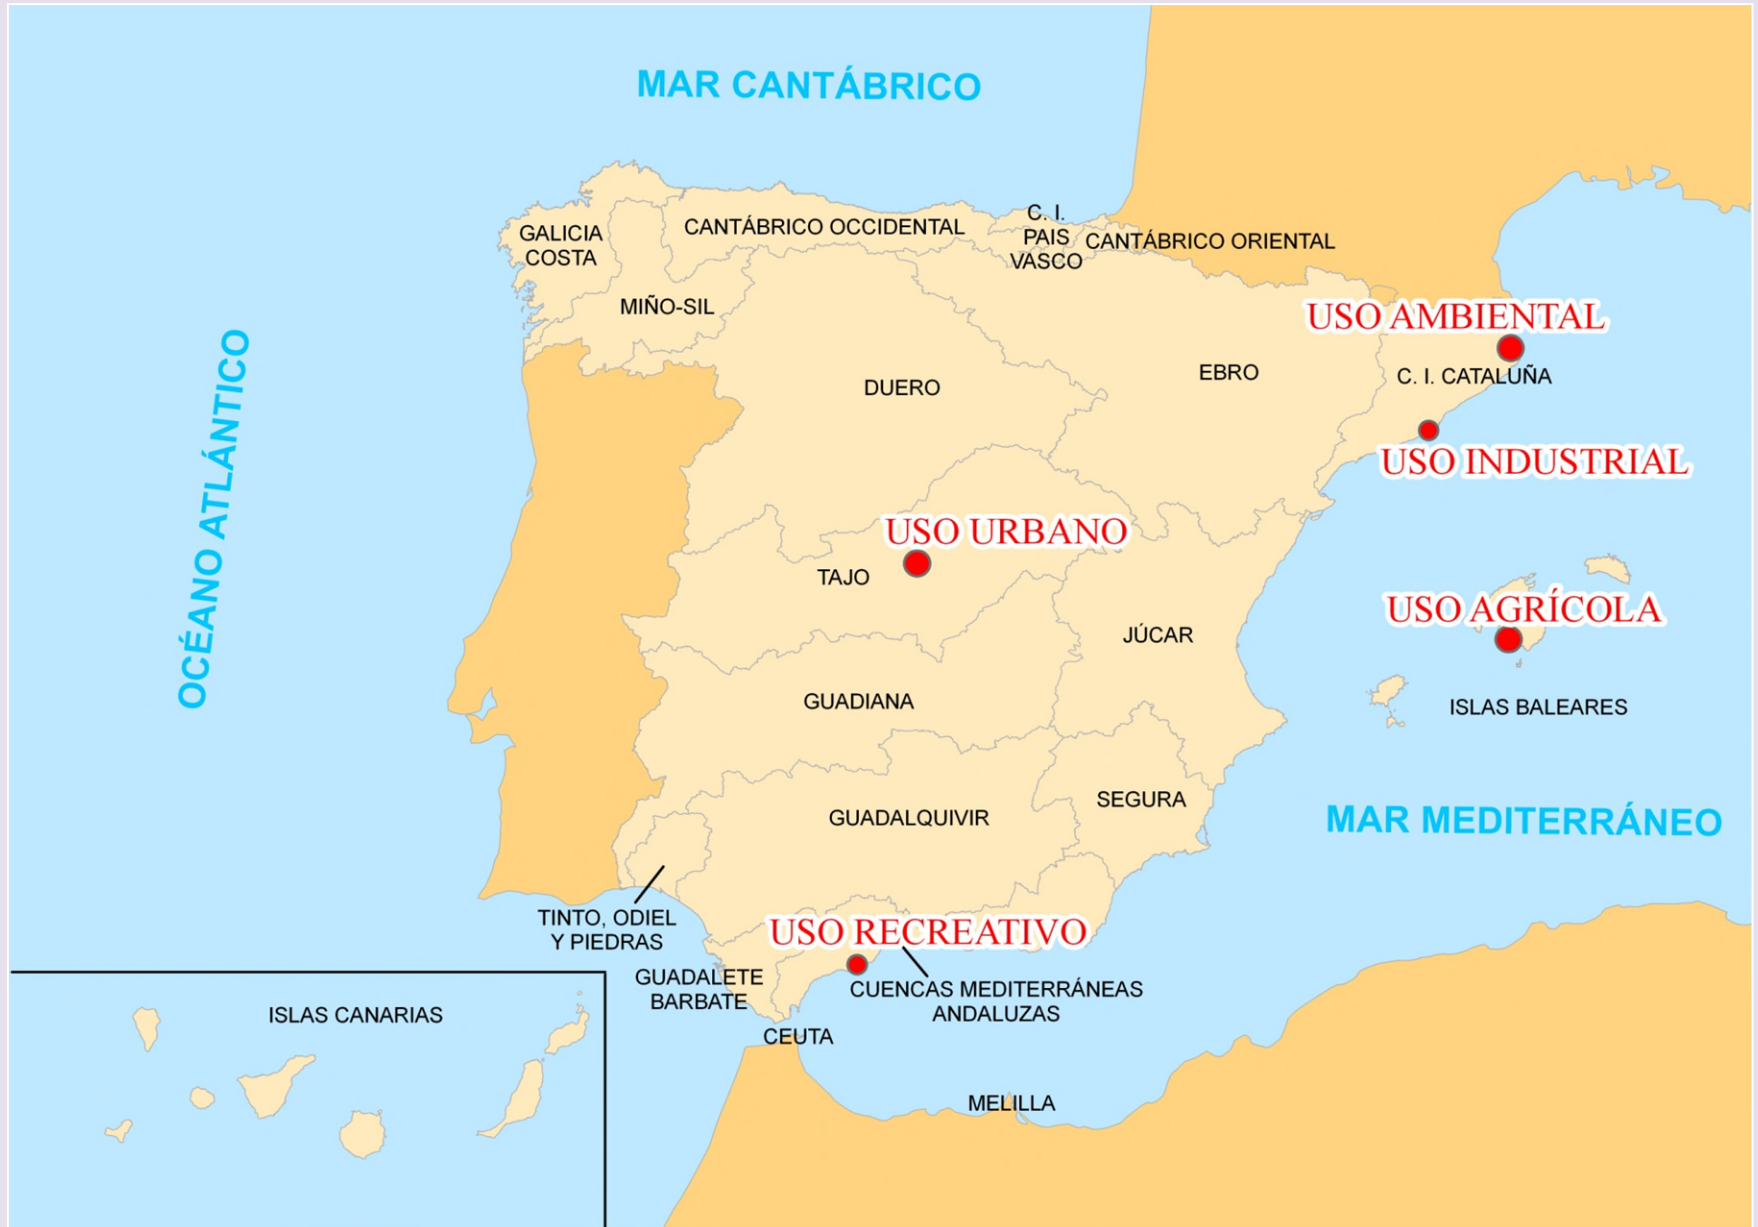 MAR CANTÁBRICO
C. I.
PAIS
VASCO
GALICIA
COSTA
CANTÁBRICO OCCIDENTAL
CANTÁBRICO ORIENTAL
MIÑO-SIL
USO AMBIENTAL
DUERO
EBRO
C. I. CATALUÑA
USO INDUSTRIAL
OCÉANO ATLÁNTICO
USO URBANO
TAJO
USO AGRÍCOLA
JÚCAR
GUADIANA
ISLAS BALEARES
SEGURA
GUADALQUIVIR
MAR MEDITERRÁNEO
TINTO, ODIEL
Y PIEDRAS
USO RECREATIVO
GUADALETE
BARBATE
CUENCAS MEDITERRÁNEAS
ANDALUZAS
ISLAS CANARIAS
CEUTA
MELILLA